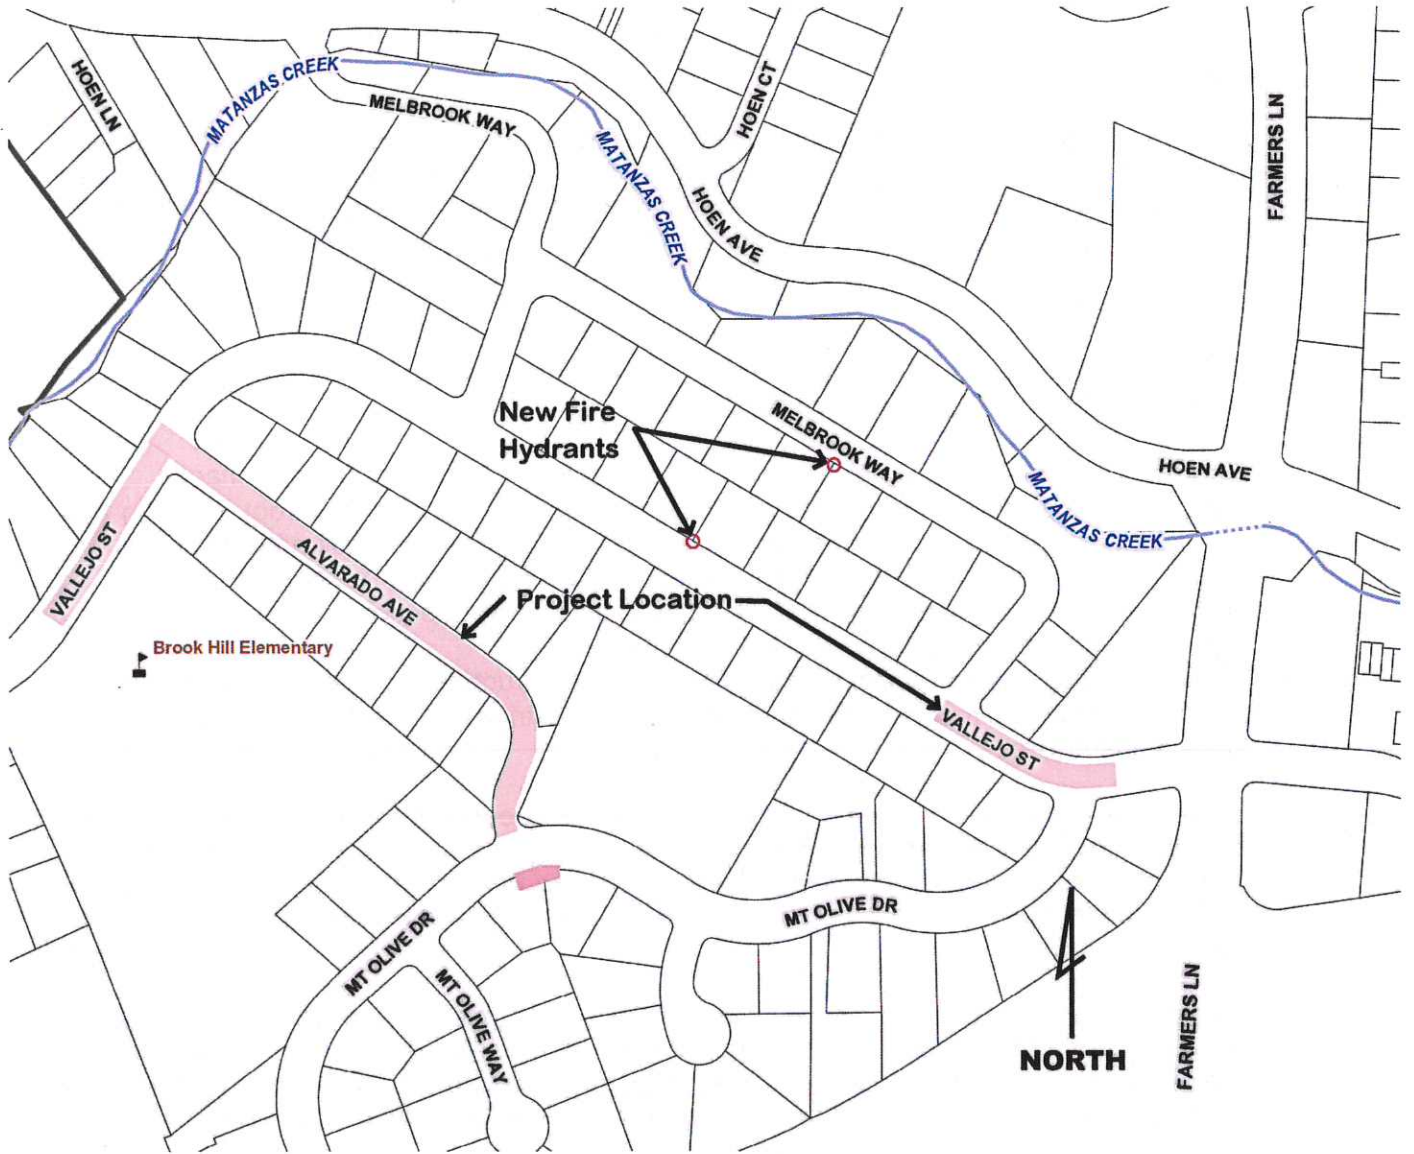 HOEN LN
MATANZAS CREEK
MELBROOK WAY
HOEN CT
MATANZAS CREEK
HOEN AVE
FARMERS LN
New Fire
Hydrants
MELBROOK WAY
HOEN AVE
MATANZAS CREEK
VALLEJO ST
ALVARADO AVE
Project Location
Brook Hill Elementary
VALLEJO ST
MT OLIVE DR
MT OLIVE DR
MT OLIVE WAY
NORTH
FARMERS LN